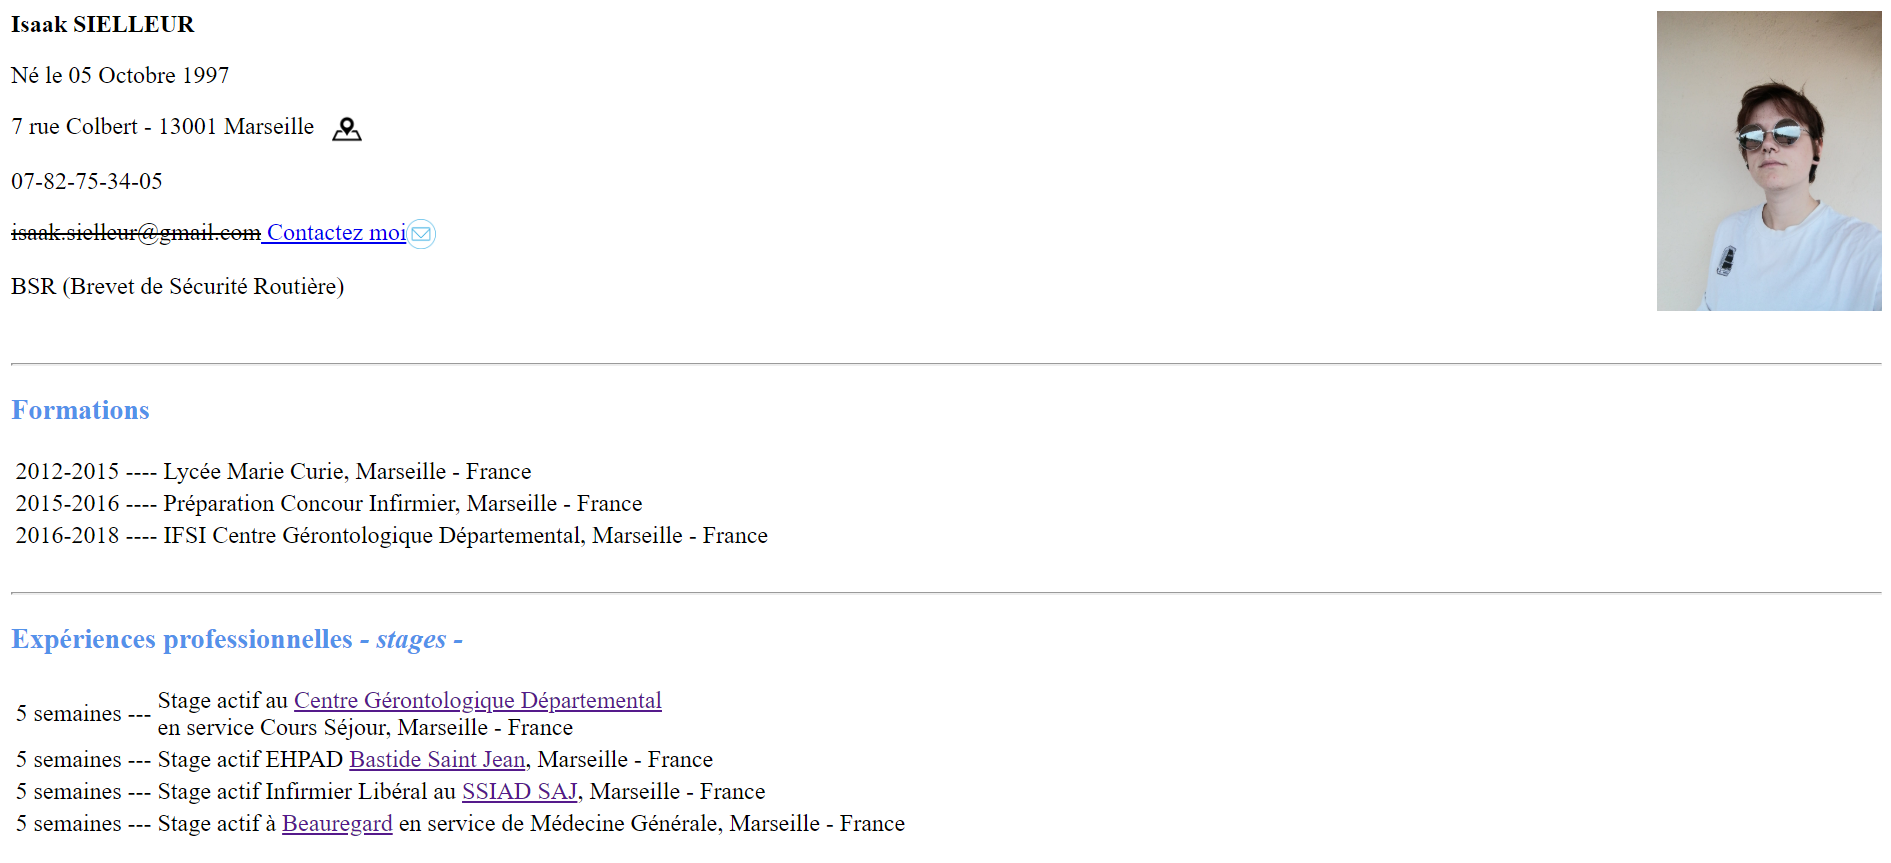 Isaak SIELLEUR
Né le 05 Octobre 1997
7 rue Colbert - 13001 Marseille
07-82-75-34-05
isaak.sielleur@gmail.com Contactez moi
BSR (Brevet de Sécurité Routière)
Formations
2012-2015 ---- Lycée Marie Curie, Marseille - France
2015-2016 ---- Préparation Concour Infirmier, Marseille - France
2016-2018 ---- IFSI Centre Gérontologique Départemental, Marseille - France
Expériences professionnelles - stages -
5 semaines --- Stage actif au Centre Gérontologique Départemental
en service Cours Séjour, Marseille - France
5 semaines --- Stage actif EHPAD Bastide Saint Jean, Marseille - France
5 semaines --- Stage actif Infirmier Libéral au SSIAD SAJ, Marseille - France
5 semaines --- Stage actif à Beauregard en service de Médecine Générale, Marseille - France